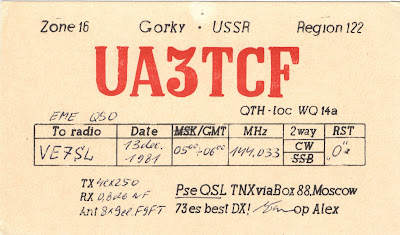 Zone 16 Gorky · USSR Region 122
UA3TCF
QTH-loc WQ 14a
EME QSO
To radio Date MSK/GMT MHz 2way RST
VE7SL 13 dec. 1981 05⁰⁰-06⁰⁰ 144.033 CW SSB "O"
TX 4cx250
RX 0,8dB NF
Ant 8x9el. F9FT
Pse QSL TNX via Box 88, Moscow
73 es best DX! op Alex